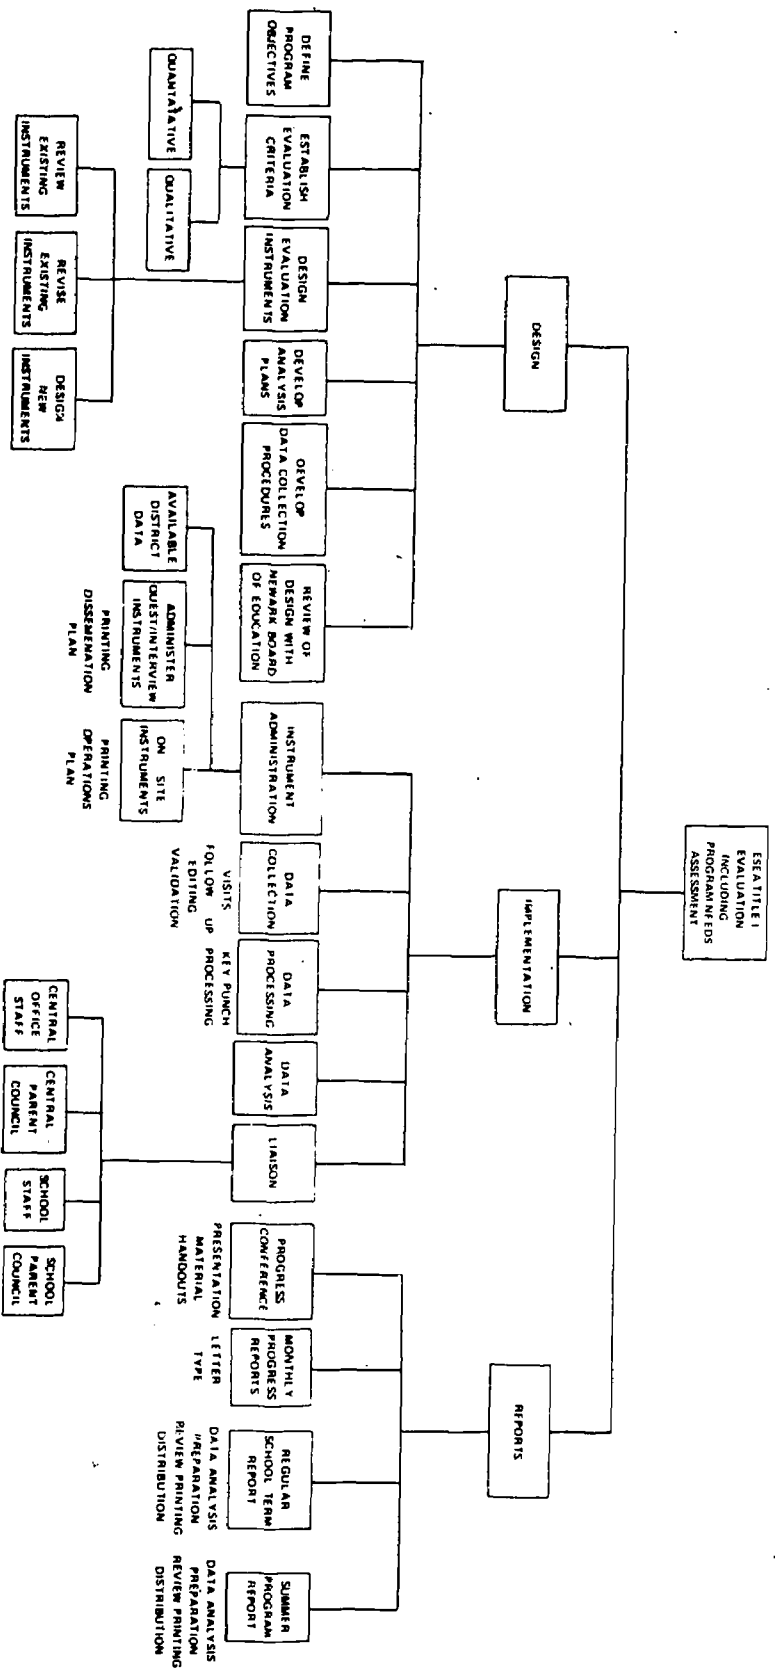 ESEA TITLE I
EVALUATION
INCLUDING
PROGRAM NEEDS
ASSESSMENT
DESIGN
IMPLEMENTATION
REPORTS
DEFINE
PROGRAM
OBJECTIVES
ESTABLISH
EVALUATION
CRITERIA
DESIGN
EVALUATION
INSTRUMENTS
DEVELOP
ANALYSIS
PLANS
DEVELOP
DATA COLLECTION
PROCEDURES
REVIEW OF
DESIGN WITH
NEWARK BOARD
OF EDUCATION
INSTRUMENT
ADMINISTRATION
DATA
COLLECTION
VISITS
FOLLOW UP
EDITING
VALIDATION
DATA
PROCESSING
KEY PUNCH
PROCESSING
DATA
ANALYSIS
LIAISON
PROGRESS
CONFERENCE
PRESENTATION
MATERIAL
HANDOUTS
MONTHLY
PROGRESS
REPORTS
LETTER
TYPE
REGULAR
SCHOOL TERM
REPORT
DATA ANALYSIS
PREPARATION
REVIEW PRINTING
DISTRIBUTION
SUMMER
PROGRAM
REPORT
DATA ANALYSIS
PREPARATION
REVIEW PRINTING
DISTRIBUTION
QUANTATATIVE
QUALITATIVE
REVIEW
EXISTING
INSTRUMENTS
REVISE
EXISTING
INSTRUMENTS
DESIGN
NEW
INSTRUMENTS
AVAILABLE
DISTRICT
DATA
ADMINISTER
QUEST/INTERVIEW
INSTRUMENTS
PRINTING
DISSEMENATION
PLAN
ON SITE
INSTRUMENTS
PRINTING
OPERATIONS
PLAN
CENTRAL
OFFICE
STAFF
CENTRAL
PARENT
COUNCIL
SCHOOL
STAFF
SCHOOL
PARENT
COUNCIL